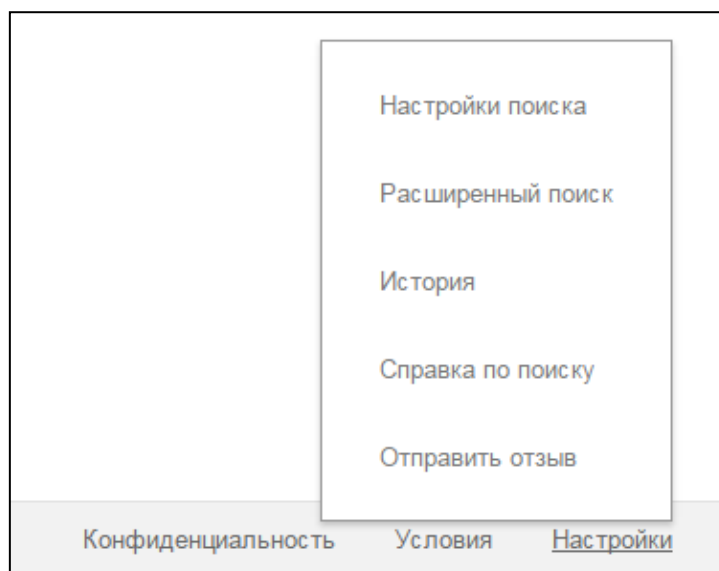 Настройки поиска
Расширенный поиск
История
Справка по поиску
Отправить отзыв
Конфиденциальность Условия Настройки